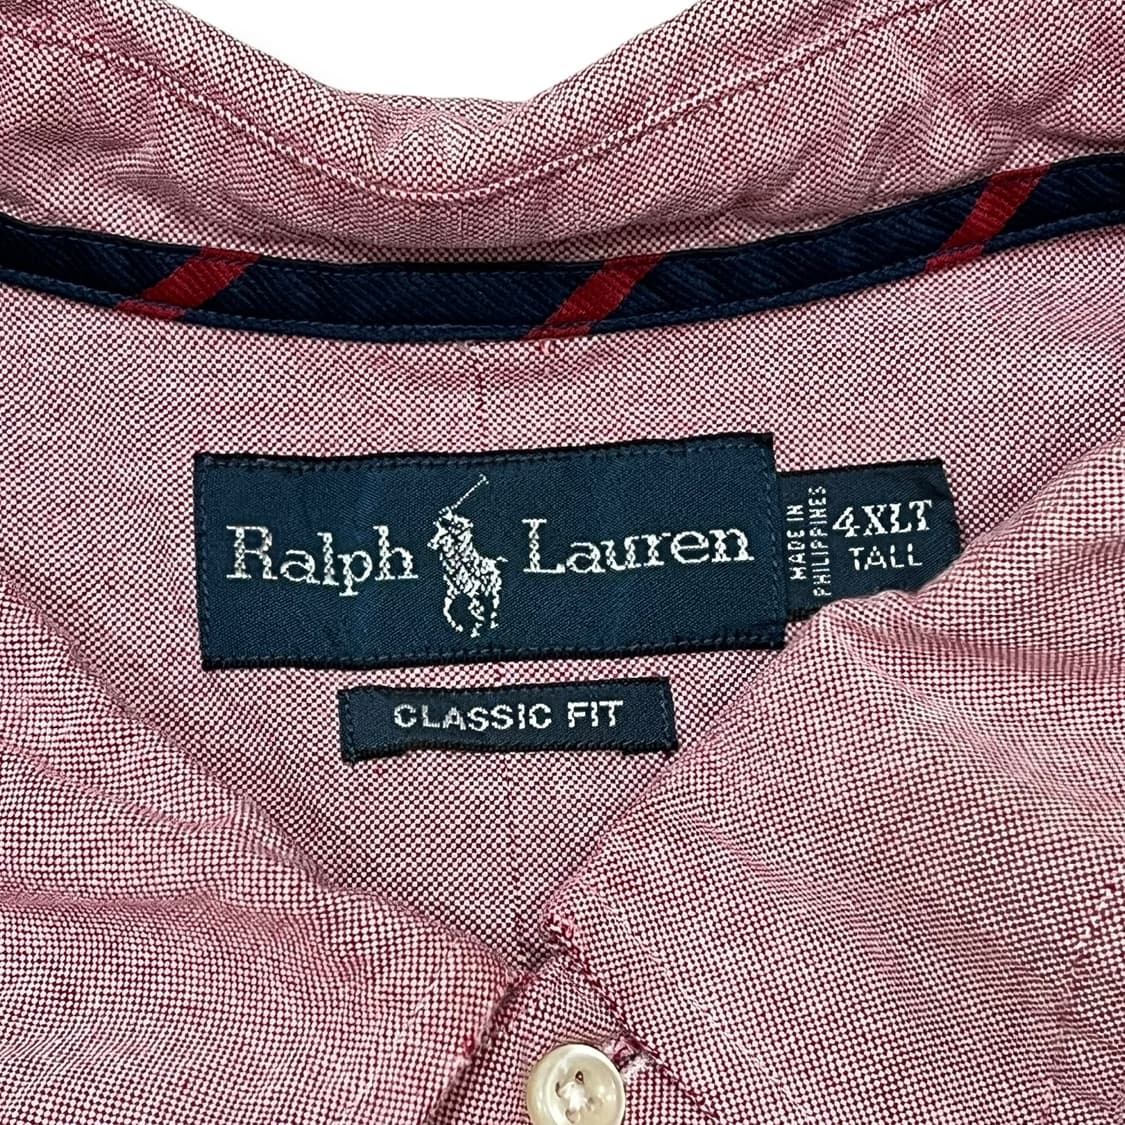 Ralph Lauren
MADE IN
PHILIPPINES
4XLT
TALL
CLASSIC FIT